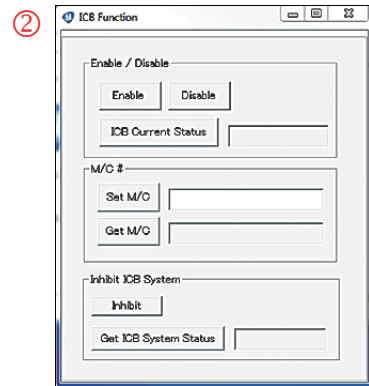 ②
ICB Function
Enable / Disable
Enable Disable
ICB Current Status
M/C #
Set M/C
Get M/C
Inhibit ICB System
Inhibit
Get ICB System Status